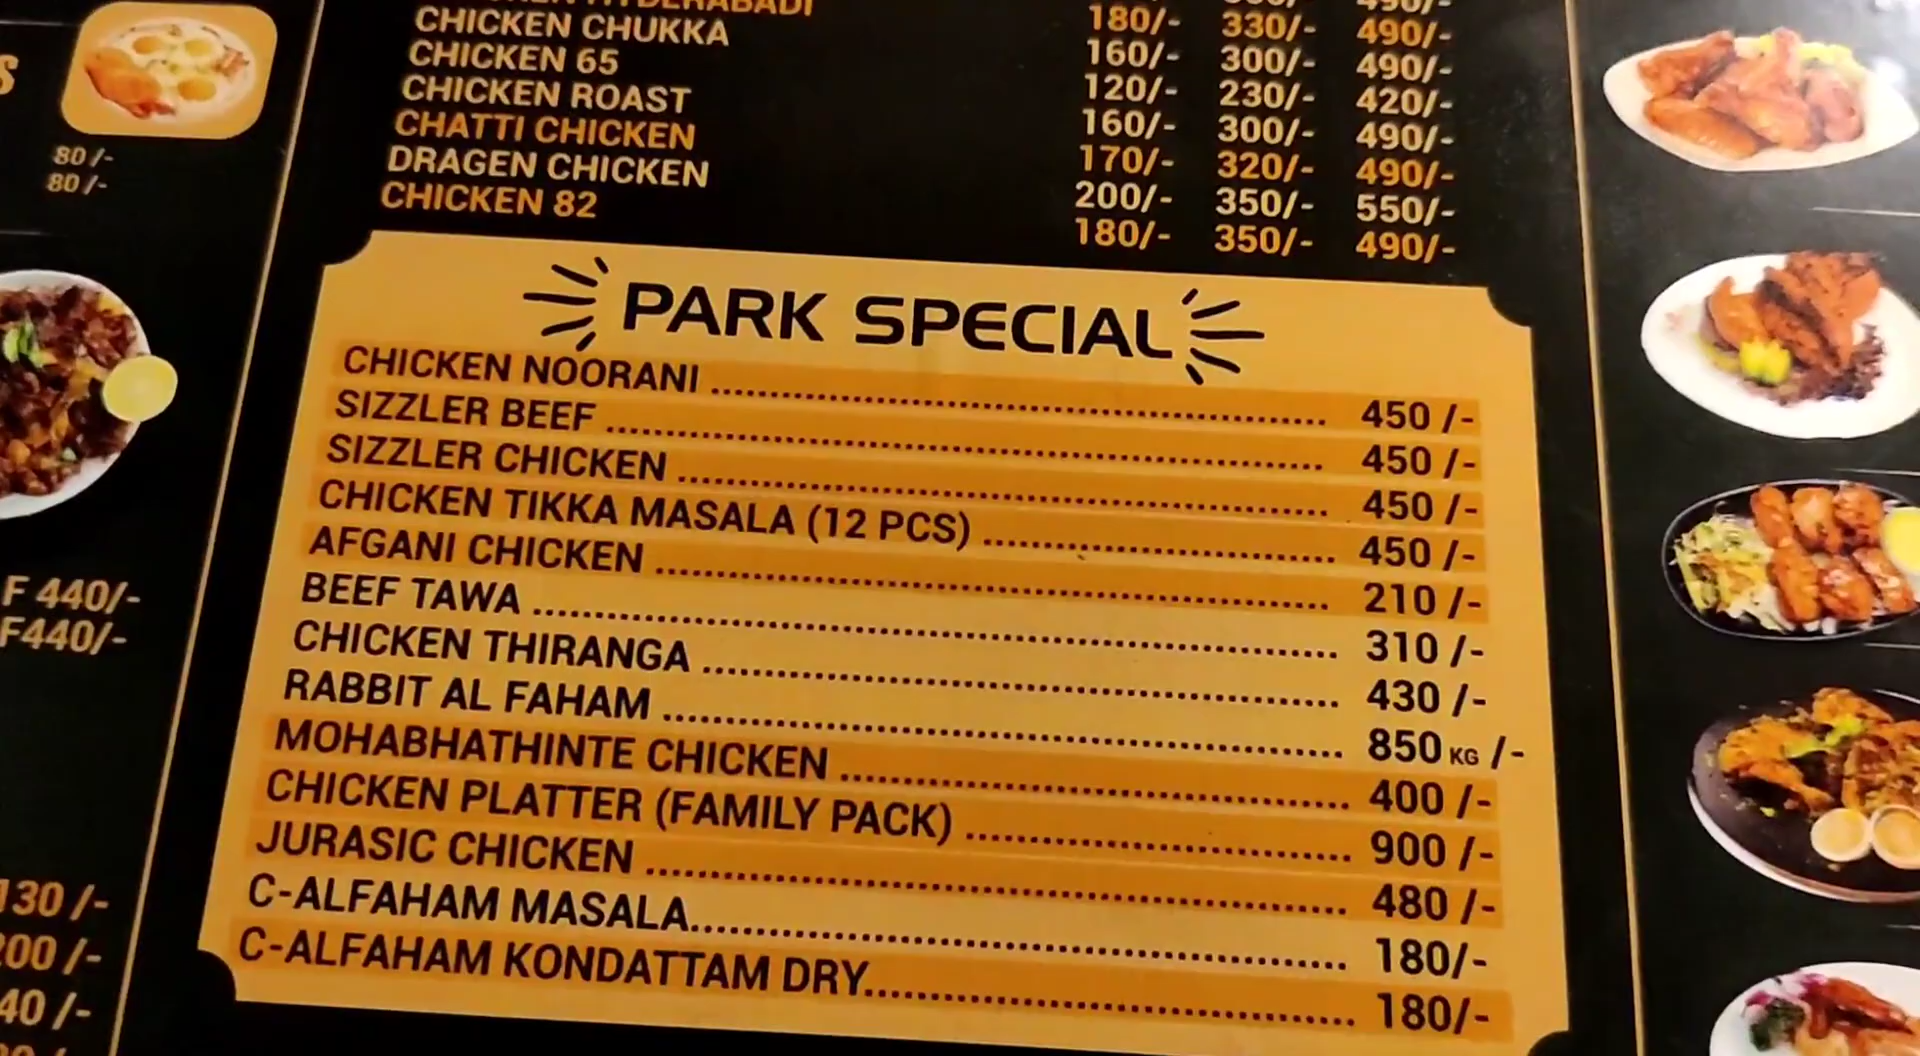 HYDERABADI 180/- 330/- 490/-
CHICKEN CHUKKA 160/- 300/- 490/-
CHICKEN 65 120/- 230/- 420/-
CHICKEN ROAST 160/- 300/- 490/-
CHATTI CHICKEN 170/- 320/- 490/-
DRAGEN CHICKEN 200/- 350/- 550/-
CHICKEN 82 180/- 350/- 490/-
PARK SPECIAL
CHICKEN NOORANI 450 /-
SIZZLER BEEF 450 /-
SIZZLER CHICKEN 450 /-
CHICKEN TIKKA MASALA (12 PCS) 450 /-
AFGANI CHICKEN 210 /-
BEEF TAWA 310 /-
CHICKEN THIRANGA 430 /-
RABBIT AL FAHAM 850 KG /-
MOHABHATHINTE CHICKEN 400 /-
CHICKEN PLATTER (FAMILY PACK) 900 /-
JURASIC CHICKEN 480 /-
C-ALFAHAM MASALA 180/-
C-ALFAHAM KONDATTAM DRY 180/-
80 /-
80 /-
F 440/-
F440/-
130 /-